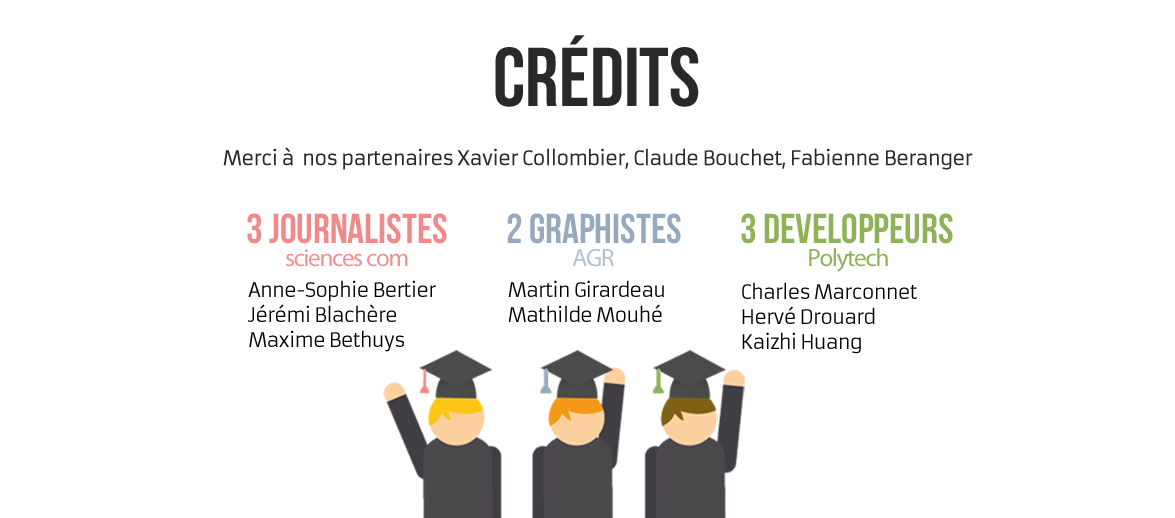 CRÉDITS
Merci à nos partenaires Xavier Collombier, Claude Bouchet, Fabienne Beranger
3 JOURNALISTES
sciences com
Anne-Sophie Bertier
Jérémi Blachère
Maxime Bethuys
2 GRAPHISTES
AGR
Martin Girardeau
Mathilde Mouhé
3 DEVELOPPEURS
Polytech
Charles Marconnet
Hervé Drouard
Kaizhi Huang